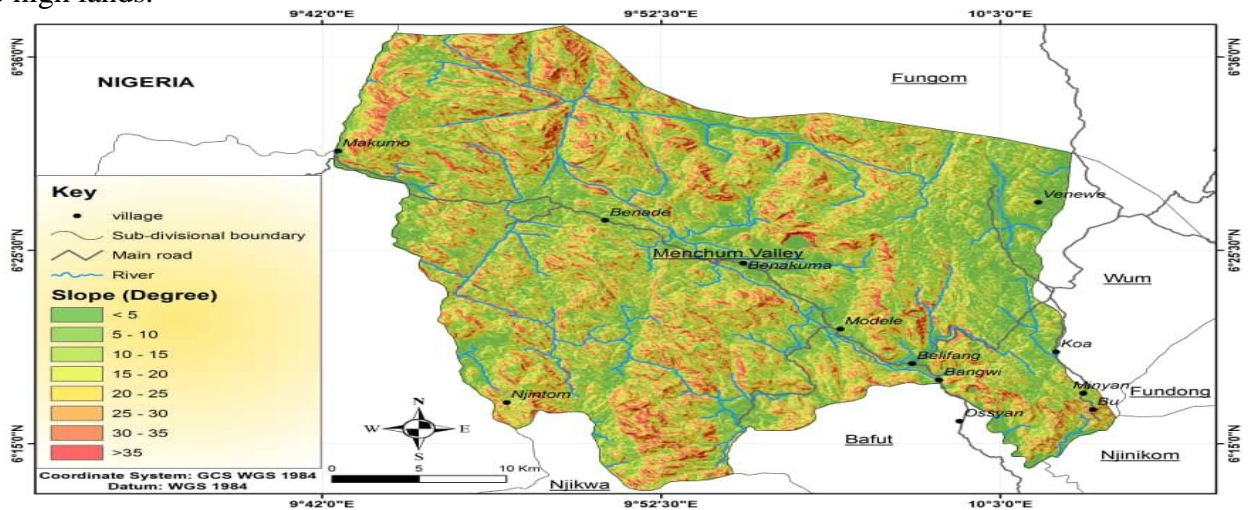 high lands.
9°42'0"E 9°52'30"E 10°3'0"E
6°36'0"N 6°36'0"N
NIGERIA
Fungom
Makumo
Key
village
Sub-divisional boundary
Main road
River
Slope (Degree)
< 5
5 - 10
10 - 15
15 - 20
20 - 25
25 - 30
30 - 35
>35
Coordinate System: GCS WGS 1984
Datum: WGS 1984
Venewe
Benade
6°25'30"N 6°25'30"N
Menchum Valley
Benakuma
Wum
Modele
Koa
Belifang
Bangwi
Minyan
Fundong
Bu
Njintom
Ossyan
N
W E
S
Bafut
6°15'0"N 6°15'0"N
Njinikom
0 5 10 Km
Njikwa
9°42'0"E 9°52'30"E 10°3'0"E